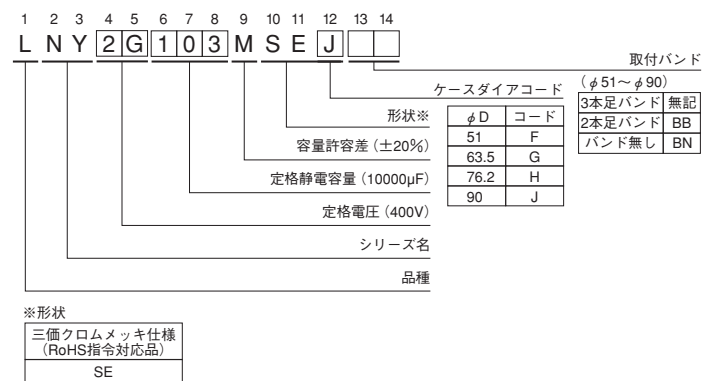 1 2 3 4 5 6 7 8 9 10 11 12 13 14
L N Y 2 G 1 0 3 M S E J
取付バンド
(φ51～φ90)
3本足バンド 無記
2本足バンド BB
バンド無し BN
ケースダイアコード
φD コード
51 F
63.5 G
76.2 H
90 J
形状※
容量許容差(±20%)
定格静電容量(10000μF)
定格電圧(400V)
シリーズ名
品種
※形状
三価クロムメッキ仕様
(RoHS指令対応品)
SE